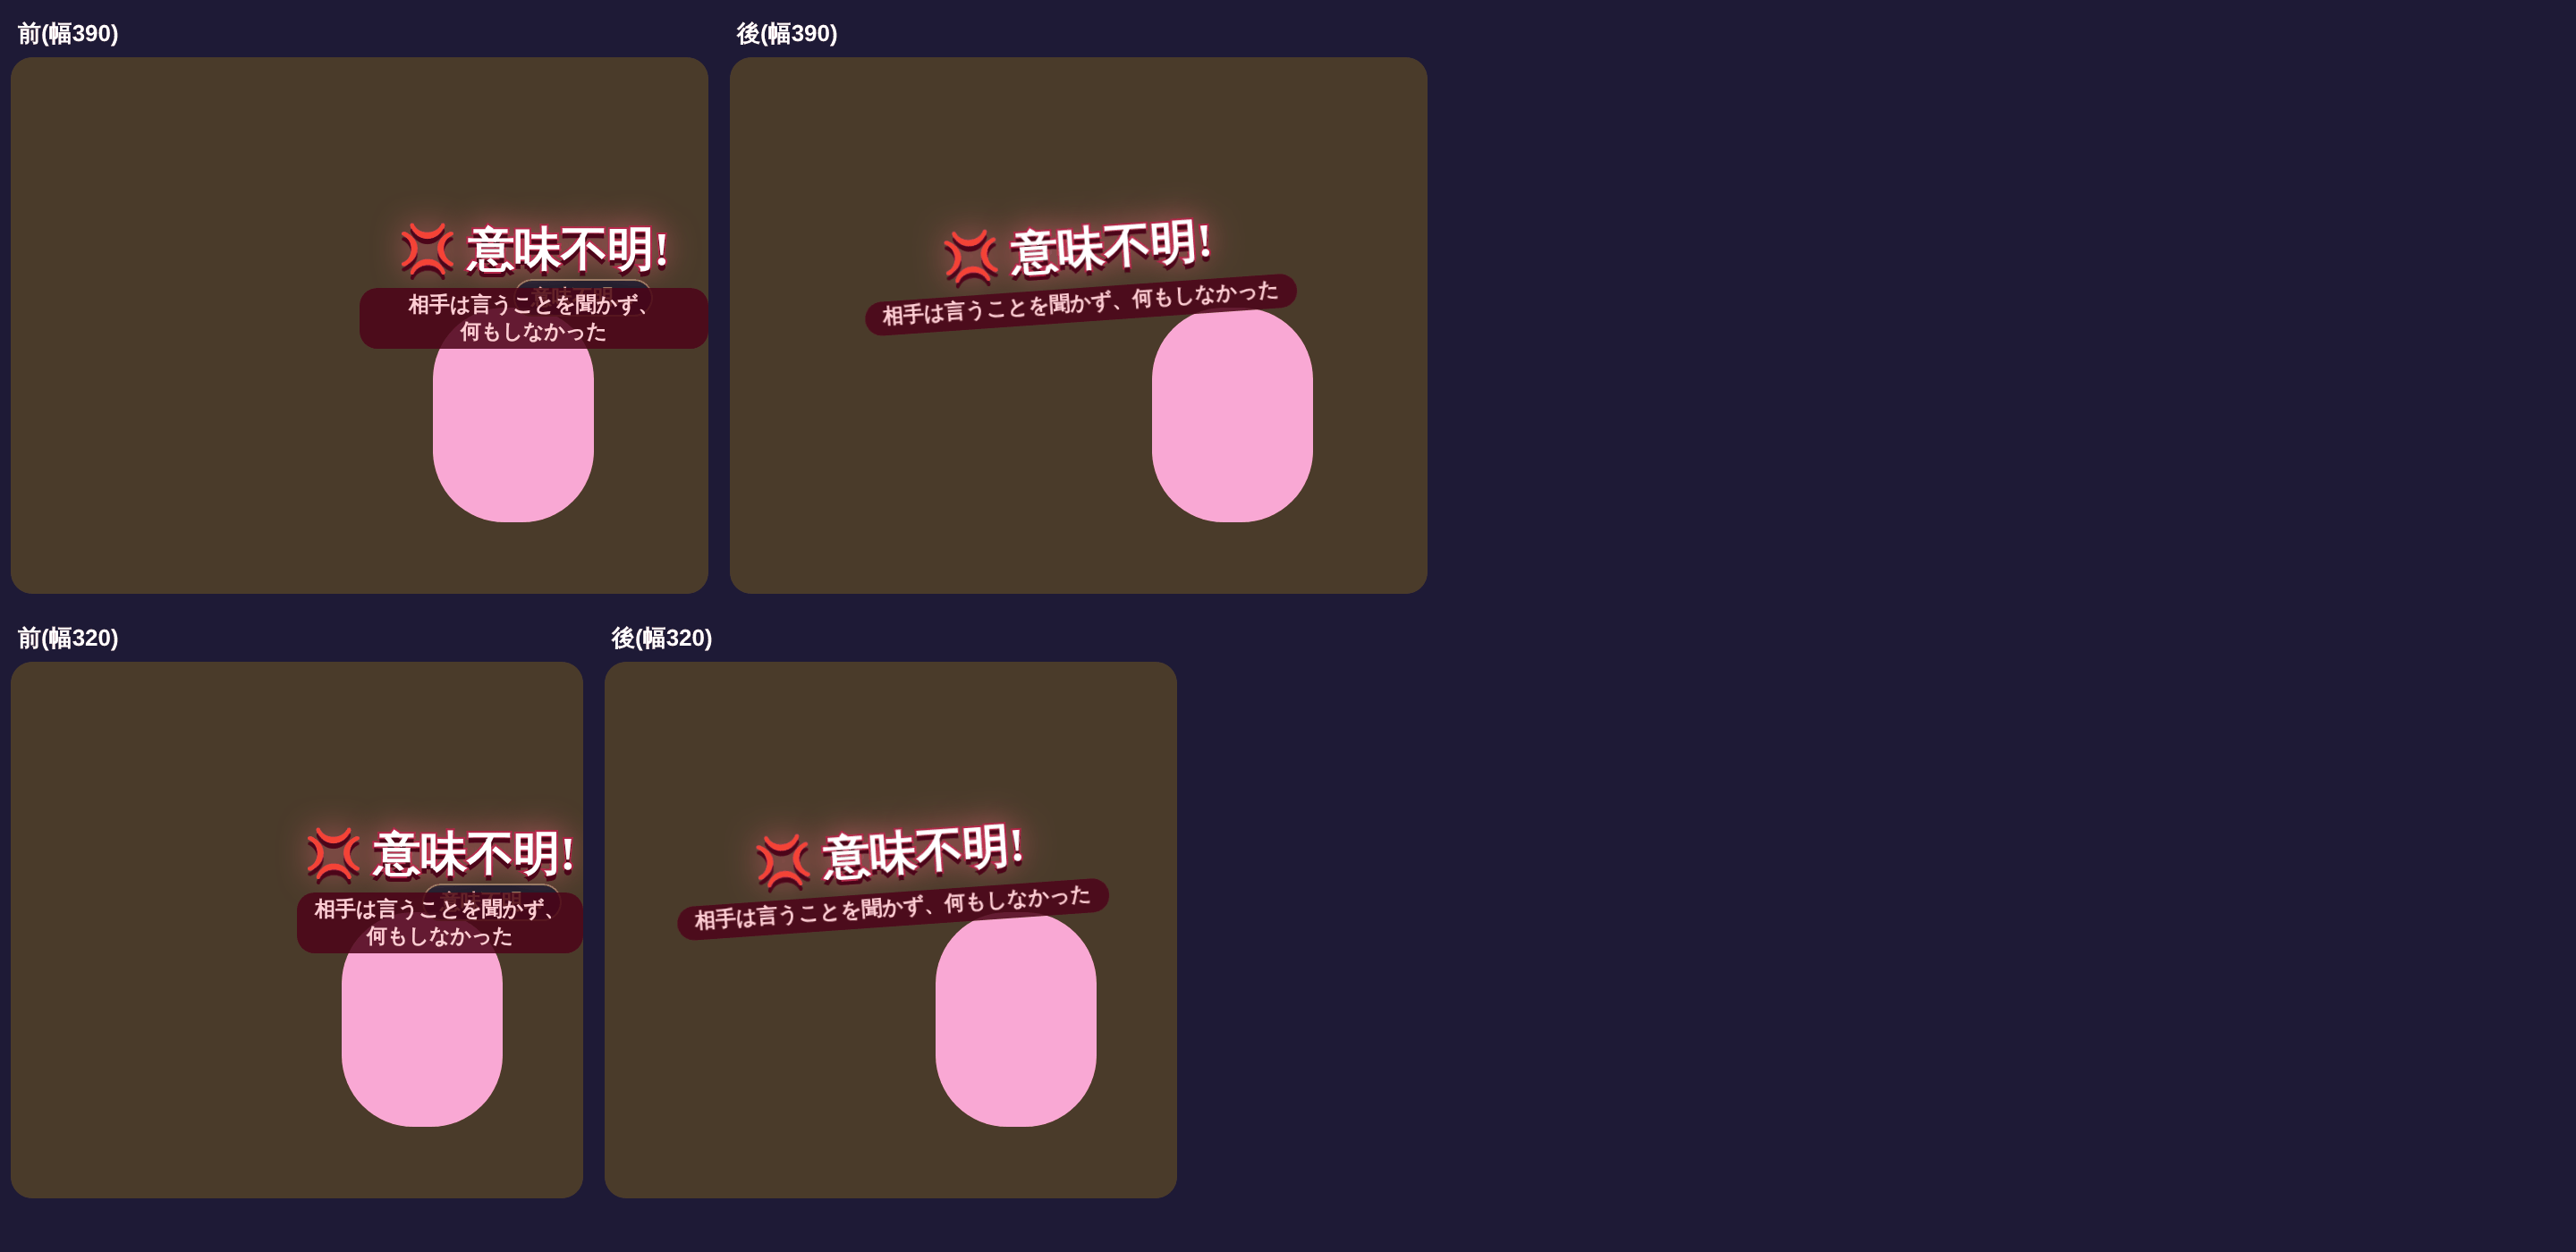 前(幅390)
💢 意味不明!
相手は言うことを聞かず、
何もしなかった
後(幅390)
💢 意味不明!
相手は言うことを聞かず、何もしなかった
前(幅320)
💢 意味不明!
相手は言うことを聞かず、
何もしなかった
後(幅320)
💢 意味不明!
相手は言うことを聞かず、何もしなかった